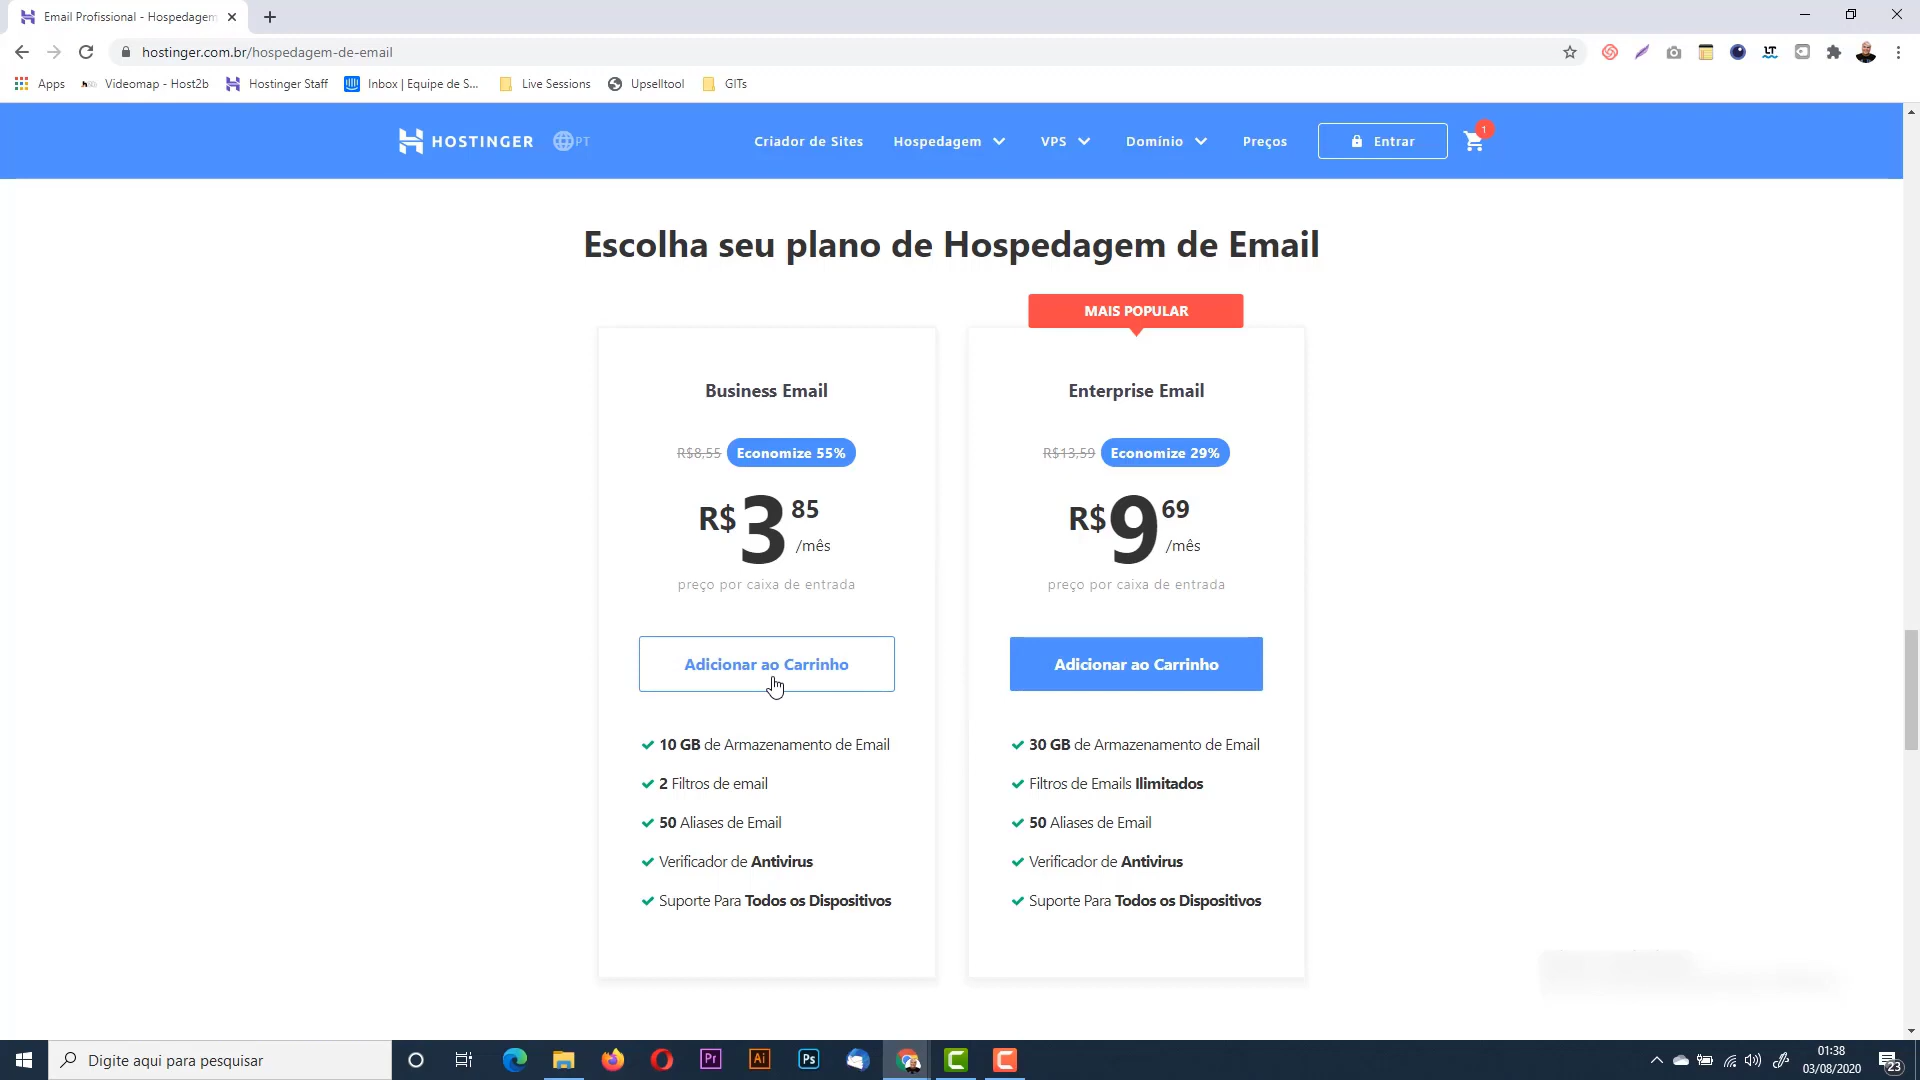 Email Profissional - Hospedagem
hostinger.com.br/hospedagem-de-email
Apps
Videomap - Host2b
Hostinger Staff
Inbox | Equipe de S...
Live Sessions
Upselltool
GITs
HOSTINGER
PT
Criador de Sites
Hospedagem
VPS
Domínio
Preços
Entrar
1
Escolha seu plano de Hospedagem de Email
MAIS POPULAR
Business Email
R$8,55 Economize 55%
R$3 85
/mês
preço por caixa de entrada
Adicionar ao Carrinho
10 GB de Armazenamento de Email
2 Filtros de email
50 Aliases de Email
Verificador de Antivirus
Suporte Para Todos os Dispositivos
Enterprise Email
R$13,59 Economize 29%
R$9 69
/mês
preço por caixa de entrada
Adicionar ao Carrinho
30 GB de Armazenamento de Email
Filtros de Emails Ilimitados
50 Aliases de Email
Verificador de Antivirus
Suporte Para Todos os Dispositivos
Digite aqui para pesquisar
Pr
Ai
Ps
01:38
03/08/2020
23